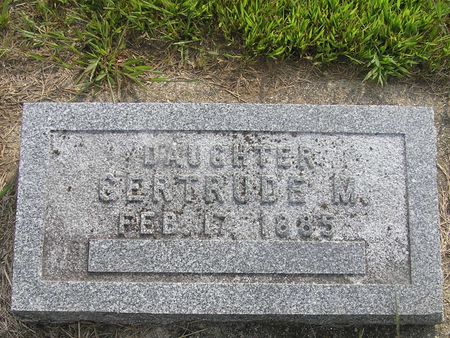 DAUGHTER
GERTRUDE M.
FEB. 17, 1885